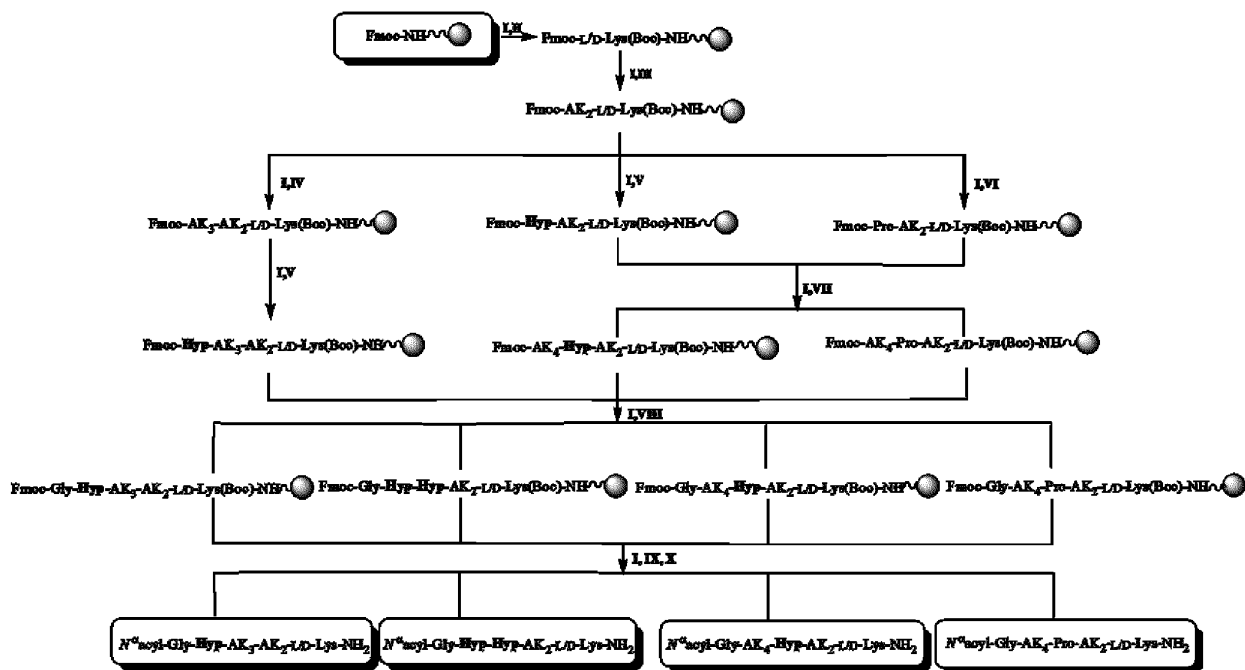 Fmoc-NH
I,II
Fmoc-L/D-Lys(Boc)-NH
I,III
Fmoc-AK2-L/D-Lys(Boc)-NH
I,IV
I,V
I,VI
Fmoc-AK3-AK2-L/D-Lys(Boc)-NH
Fmoc-Hyp-AK2-L/D-Lys(Boc)-NH
Fmoc-Pro-AK2-L/D-Lys(Boc)-NH
I,V
I,VII
Fmoc-Hyp-AK3-AK2-L/D-Lys(Boc)-NH
Fmoc-AK4-Hyp-AK2-L/D-Lys(Boc)-NH
Fmoc-AK4-Pro-AK2-L/D-Lys(Boc)-NH
I,VIII
Fmoc-Gly-Hyp-AK3-AK2-L/D-Lys(Boc)-NH
Fmoc-Gly-Hyp-Hyp-AK2-L/D-Lys(Boc)-NH
Fmoc-Gly-AK4-Hyp-AK2-L/D-Lys(Boc)-NH
Fmoc-Gly-AK4-Pro-AK2-L/D-Lys(Boc)-NH
I, IX, X
Nαacyl-Gly-Hyp-AK3-AK2-L/D-Lys-NH2
Nαacyl-Gly-Hyp-Hyp-AK2-L/D-Lys-NH2
Nαacyl-Gly-AK4-Hyp-AK2-L/D-Lys-NH2
Nαacyl-Gly-AK4-Pro-AK2-L/D-Lys-NH2